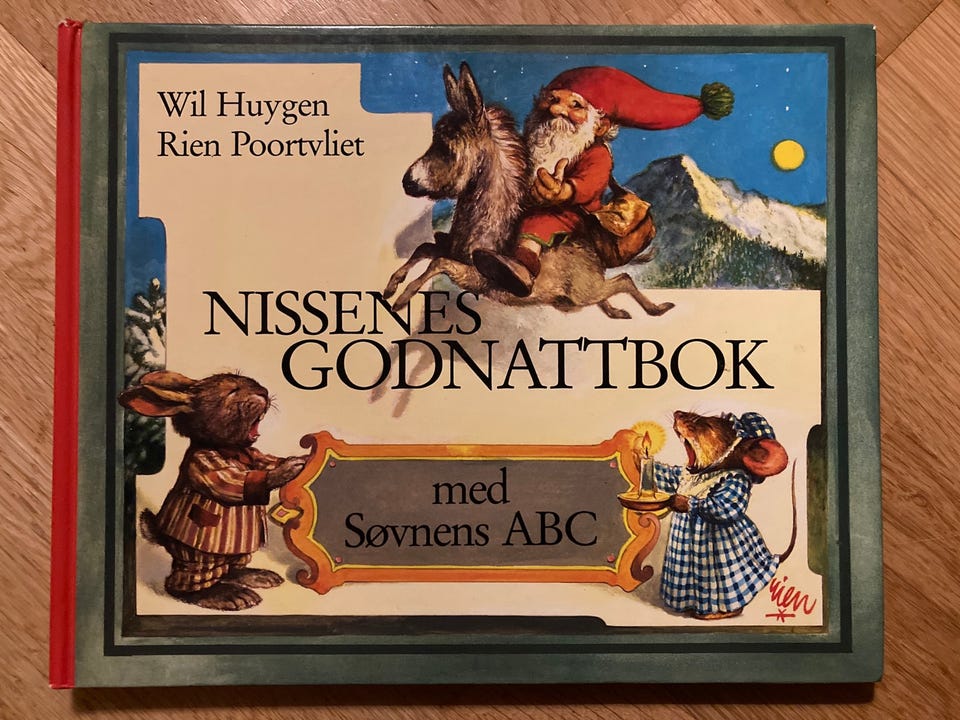 Wil Huygen
Rien Poortvliet
NISSENES
GODNATTBOK
med
Søvnens ABC
rien